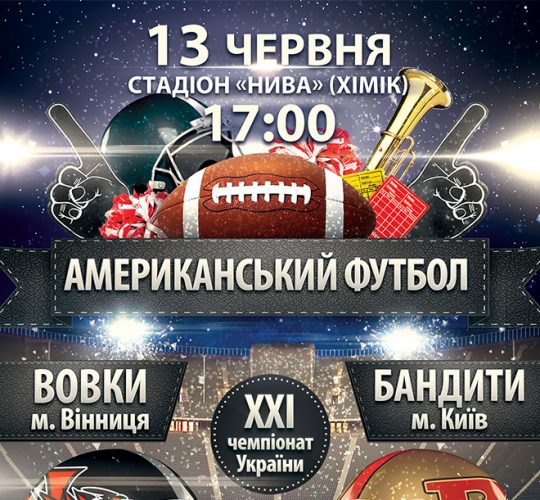 13 ЧЕРВНЯ
СТАДІОН «НИВА» (ХІМІК)
17:00
АМЕРИКАНСЬКИЙ ФУТБОЛ
ВОВКИ
м. Вінниця
XXI
чемпіонат
України
БАНДИТИ
м. Київ